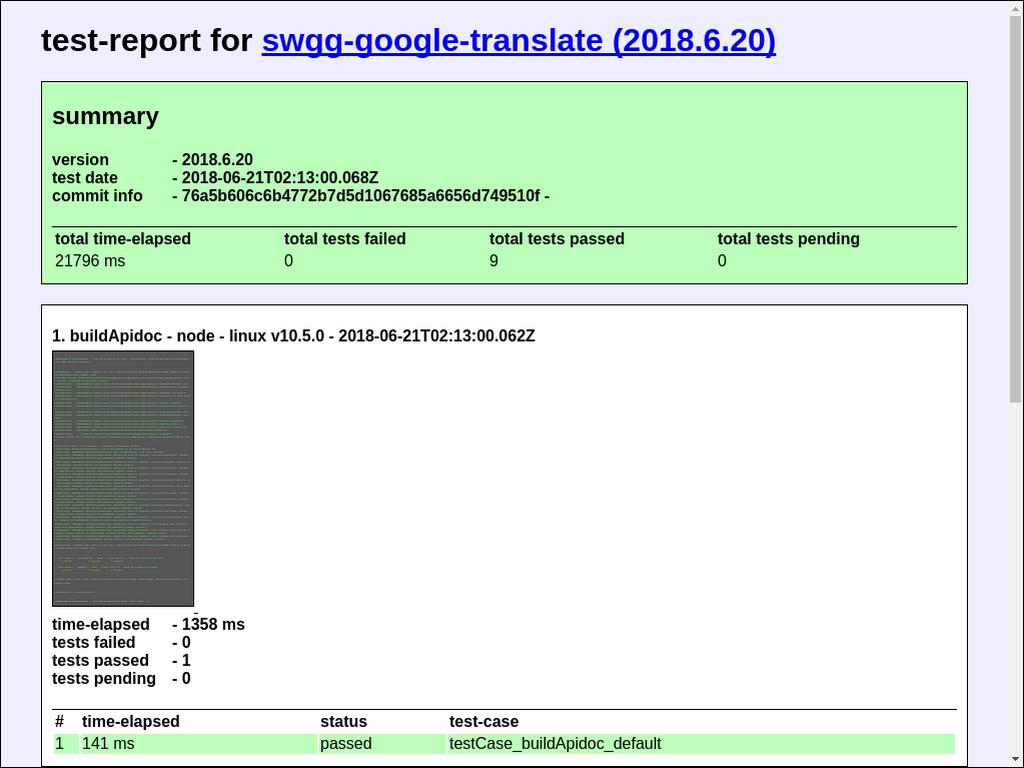 test-report for swgg-google-translate (2018.6.20)
summary
version - 2018.6.20
test date - 2018-06-21T02:13:00.068Z
commit info - 76a5b606c6b4772b7d5d1067685a6656d749510f -
total time-elapsed total tests failed total tests passed total tests pending
21796 ms 0 9 0
1. buildApidoc - node - linux v10.5.0 - 2018-06-21T02:13:00.062Z
time-elapsed - 1358 ms
tests failed - 0
tests passed - 1
tests pending - 0
# time-elapsed status test-case
1 141 ms passed testCase_buildApidoc_default